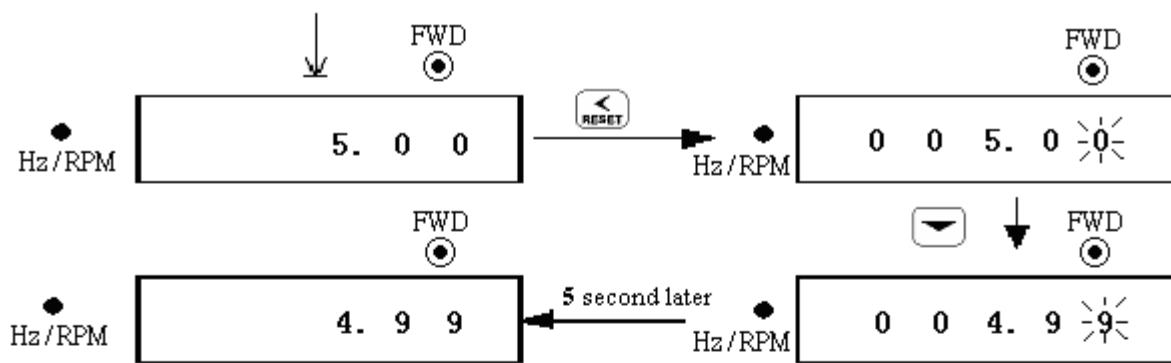 FWD
Hz/RPM
5. 0 0
<
RESET
FWD
Hz/RPM
0 0 5. 0 0
FWD
Hz/RPM
0 0 4. 9 9
5 second later
FWD
Hz/RPM
4. 9 9